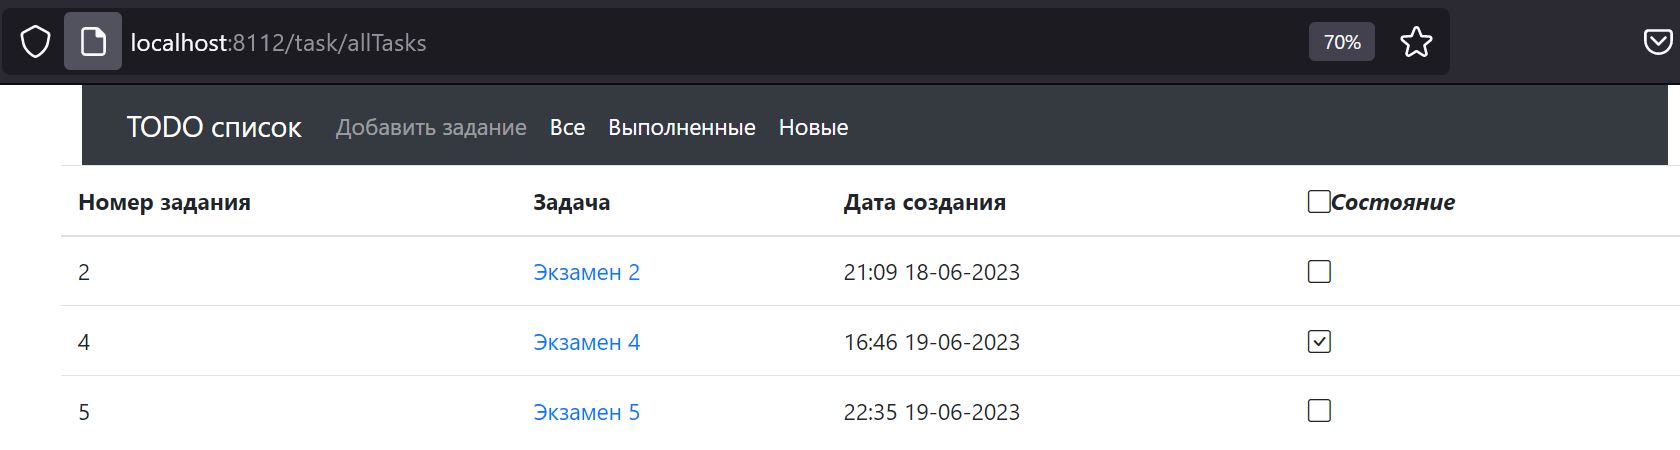 localhost:8112/task/allTasks 70%
TODO список Добавить задание Все Выполненные Новые
Номер задания Задача Дата создания Состояние
2 Экзамен 2 21:09 18-06-2023
4 Экзамен 4 16:46 19-06-2023
5 Экзамен 5 22:35 19-06-2023